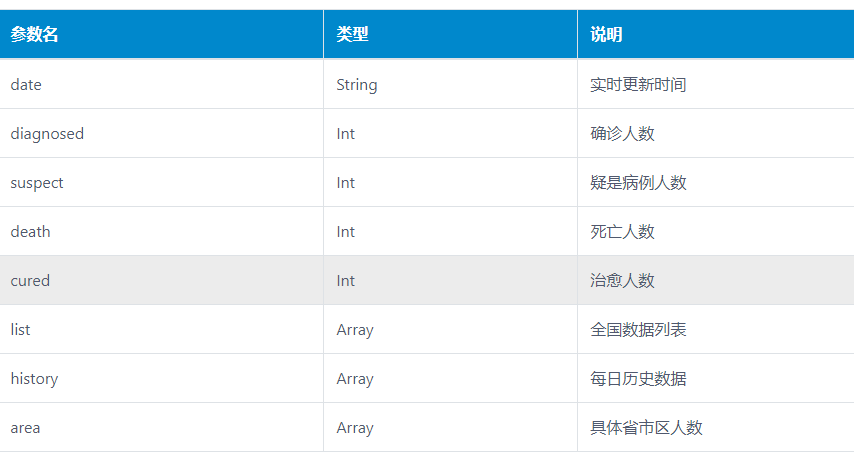 参数名 类型 说明
date String 实时更新时间
diagnosed Int 确诊人数
suspect Int 疑是病例人数
death Int 死亡人数
cured Int 治愈人数
list Array 全国数据列表
history Array 每日历史数据
area Array 具体省市区人数